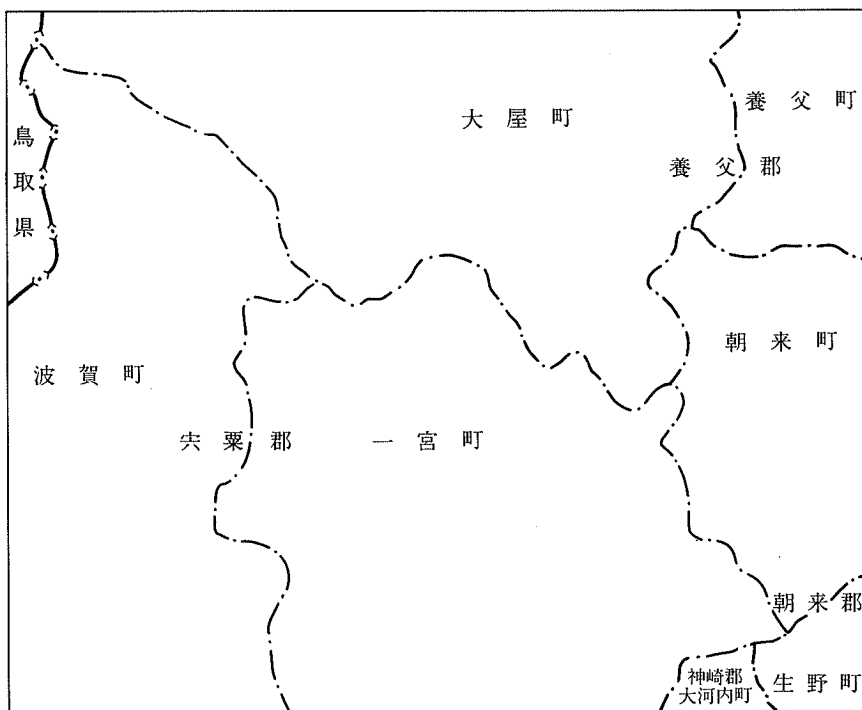 鳥取県
大屋町
養父町
養父郡
朝来町
波賀町
宍粟郡
一宮町
朝来郡
神崎郡
大河内町
生野町